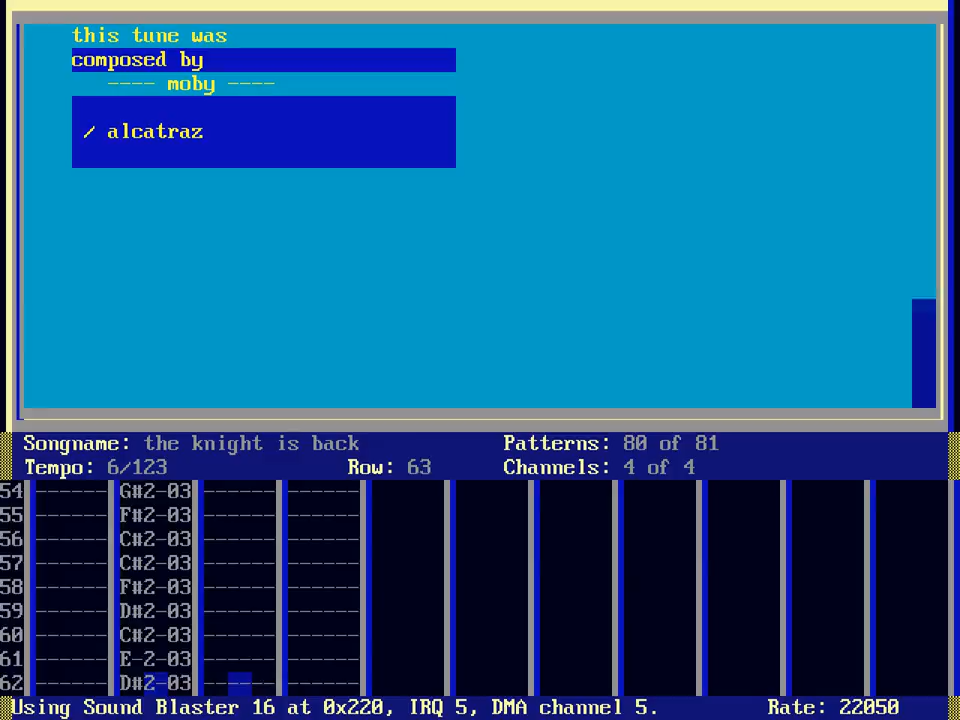 this tune was
composed by
---- moby ----
/ alcatraz
Songname: the knight is back Patterns: 80 of 81
Tempo: 6/123 Row: 63 Channels: 4 of 4
54 ------ G#2-03 ------ ------
55 ------ F#2-03 ------ ------
56 ------ C#2-03 ------ ------
57 ------ C#2-03 ------ ------
58 ------ F#2-03 ------ ------
59 ------ D#2-03 ------ ------
60 ------ C#2-03 ------ ------
61 ------ E-2-03 ------ ------
62 ------ D#2-03 ------ ------
Using Sound Blaster 16 at 0x220, IRQ 5, DMA channel 5. Rate: 22050